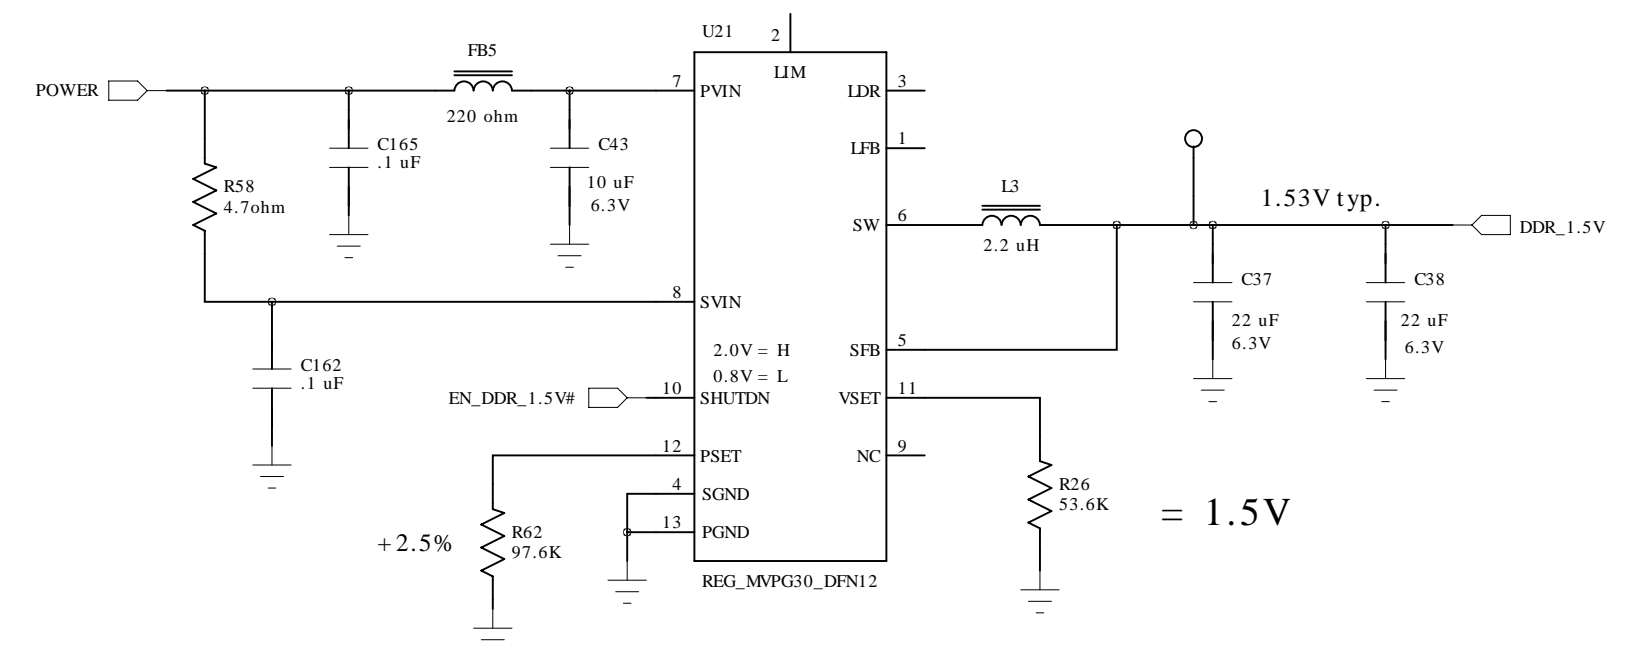 U21
2
LIM
FB5
220 ohm
POWER
7
PVIN
LDR
3
C165
.1 uF
C43
10 uF
6.3V
LFB
1
R58
4.7ohm
L3
2.2 uH
SW
6
1.53V typ.
DDR_1.5V
C37
22 uF
6.3V
C38
22 uF
6.3V
8
SVIN
2.0V = H
0.8V = L
SFB
5
C162
.1 uF
EN_DDR_1.5V#
10
SHUTDN
VSET
11
12
PSET
NC
9
4
SGND
13
PGND
R26
53.6K
= 1.5V
+2.5%
R62
97.6K
REG_MVPG30_DFN12